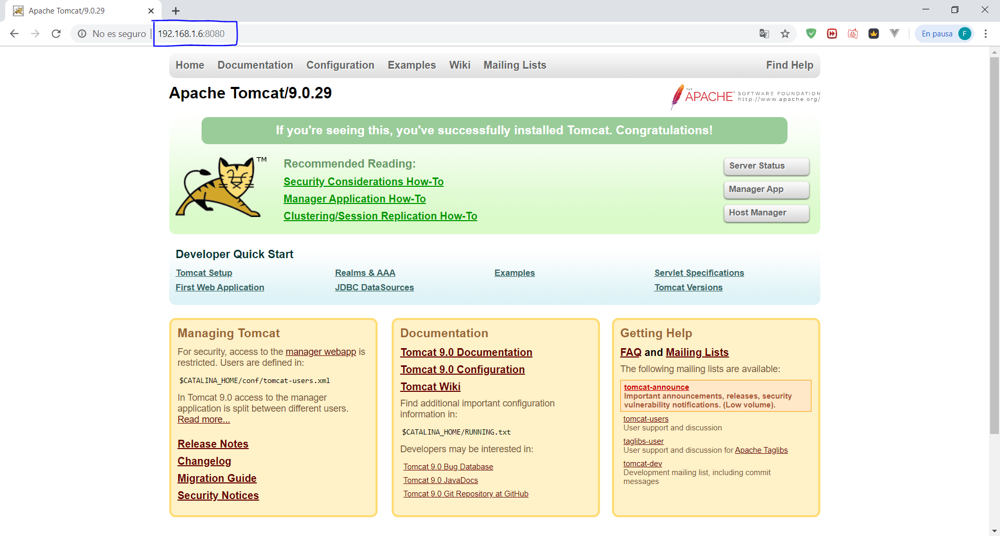 Apache Tomcat/9.0.29
No es seguro | 192.168.1.6:8080
En pausa F
Home Documentation Configuration Examples Wiki Mailing Lists Find Help
Apache Tomcat/9.0.29
THE APACHE SOFTWARE FOUNDATION
http://www.apache.org/
If you're seeing this, you've successfully installed Tomcat. Congratulations!
TM
Recommended Reading:
Security Considerations How-To
Manager Application How-To
Clustering/Session Replication How-To
Server Status
Manager App
Host Manager
Developer Quick Start
Tomcat Setup
First Web Application
Realms & AAA
JDBC DataSources
Examples
Servlet Specifications
Tomcat Versions
Managing Tomcat
For security, access to the manager webapp is
restricted. Users are defined in:
$CATALINA_HOME/conf/tomcat-users.xml
In Tomcat 9.0 access to the manager
application is split between different users.
Read more...
Release Notes
Changelog
Migration Guide
Security Notices
Documentation
Tomcat 9.0 Documentation
Tomcat 9.0 Configuration
Tomcat Wiki
Find additional important configuration
information in:
$CATALINA_HOME/RUNNING.txt
Developers may be interested in:
Tomcat 9.0 Bug Database
Tomcat 9.0 JavaDocs
Tomcat 9.0 Git Repository at GitHub
Getting Help
FAQ and Mailing Lists
The following mailing lists are available:
tomcat-announce
Important announcements, releases, security
vulnerability notifications. (Low volume).
tomcat-users
User support and discussion
taglibs-user
User support and discussion for Apache Taglibs
tomcat-dev
Development mailing list, including commit
messages